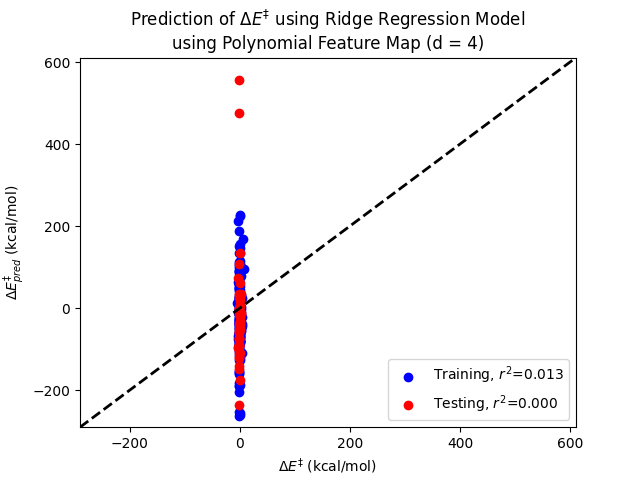 Prediction of ΔE‡ using Ridge Regression Model
using Polynomial Feature Map (d = 4)
600
400
200
0
−200
ΔE‡pred (kcal/mol)
Training, r²=0.013
Testing, r²=0.000
−200 0 200 400 600
ΔE‡ (kcal/mol)